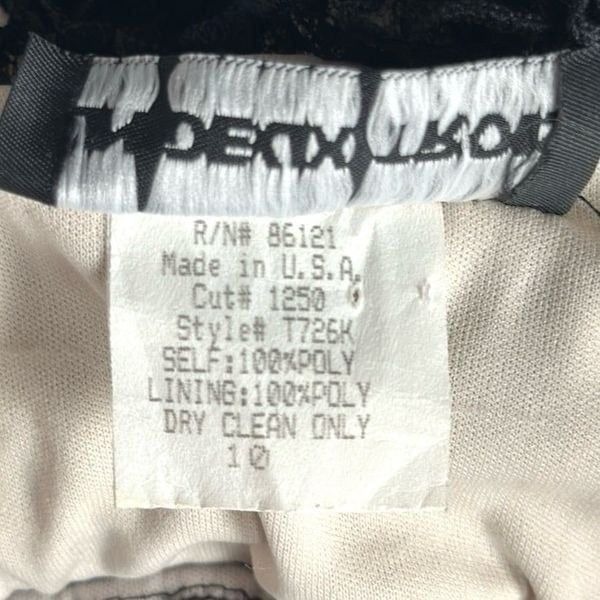 R/N# 86121
Made in U.S.A.
Cut# 1250
Style# T726K
SELF:100%POLY
LINING:100%POLY
DRY CLEAN ONLY
10